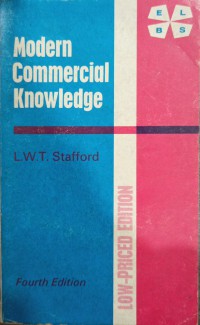 E L
B S
Modern
Commercial
Knowledge
L.W.T. Stafford
LOW-PRICED EDITION
Fourth Edition